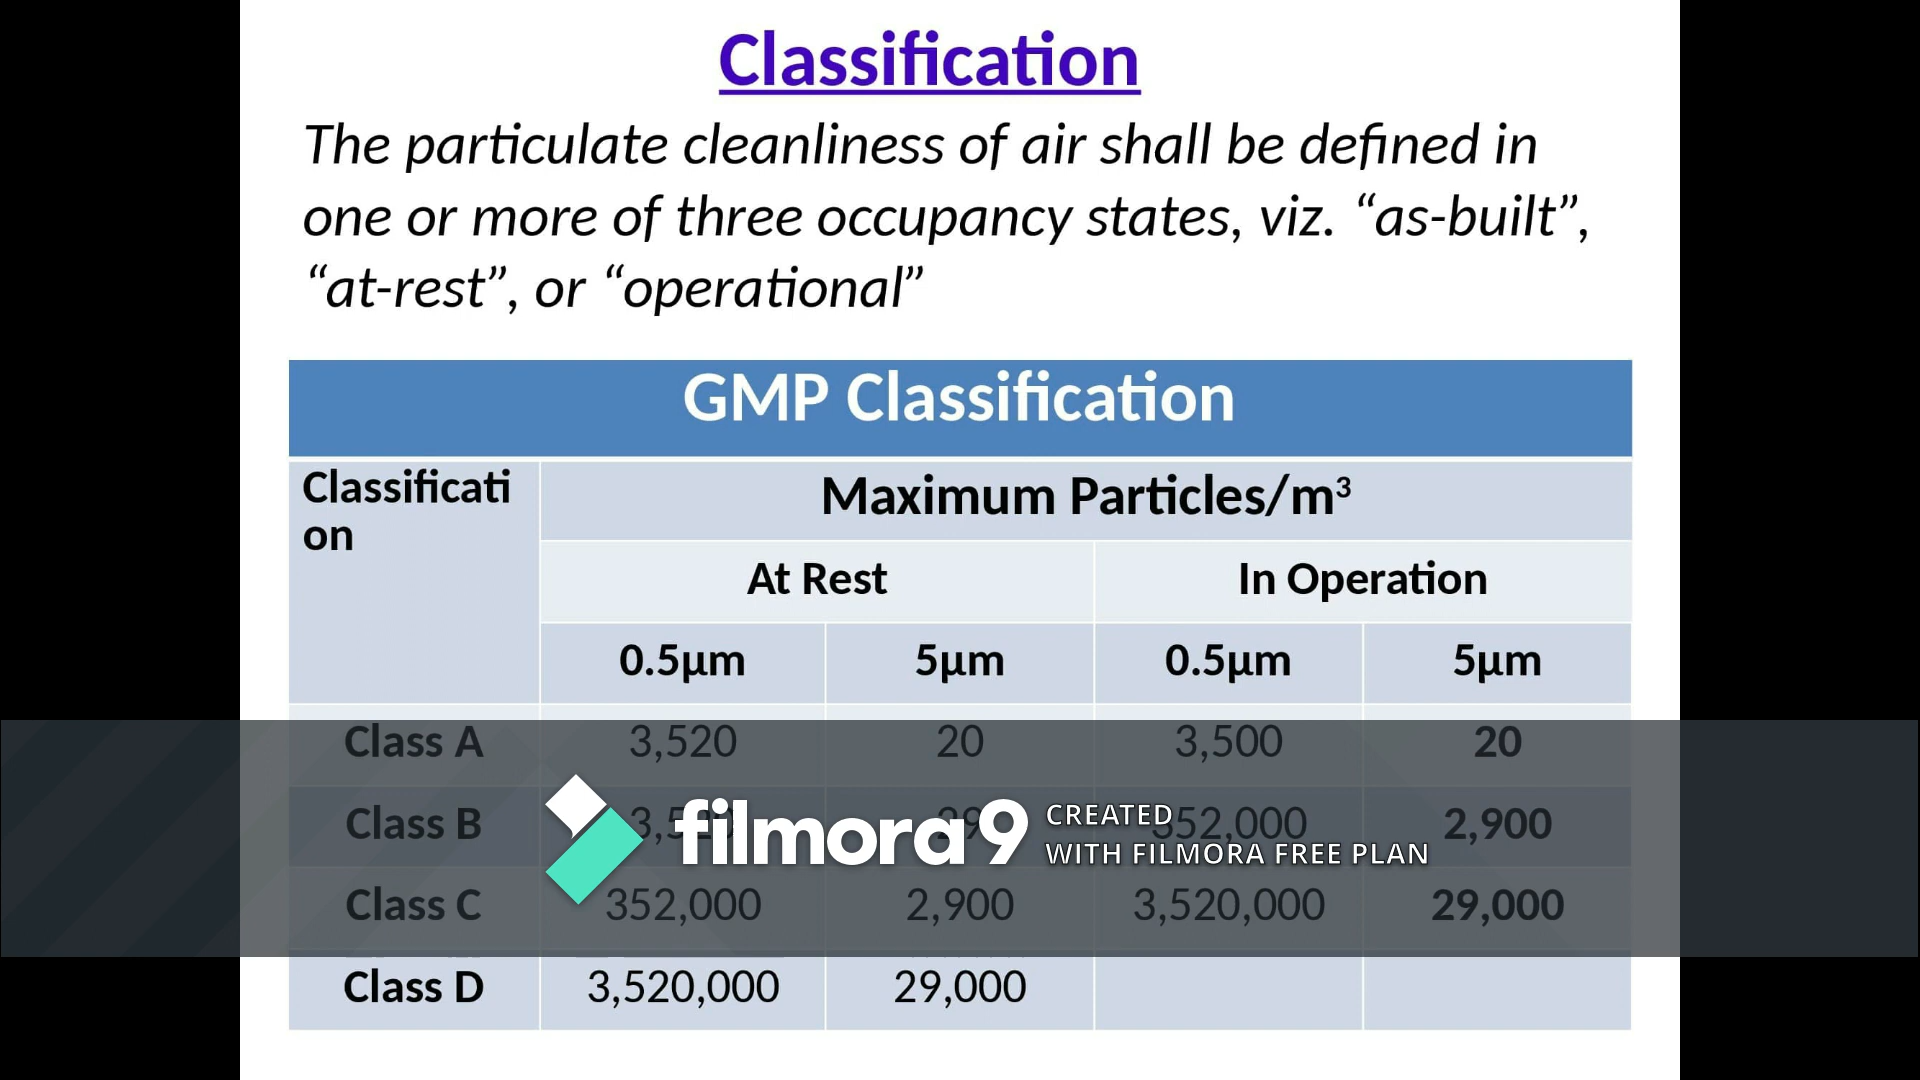 Classification
The particulate cleanliness of air shall be defined in
one or more of three occupancy states, viz. “as-built”,
“at-rest”, or “operational”
GMP Classification
Classificati
on
Maximum Particles/m³
At Rest In Operation
0.5µm 5µm 0.5µm 5µm
Class A 3,520 20 3,500 20
Class B 352,000 2,900
filmora9 CREATED
WITH FILMORA FREE PLAN
Class C 352,000 2,900 3,520,000 29,000
Class D 3,520,000 29,000